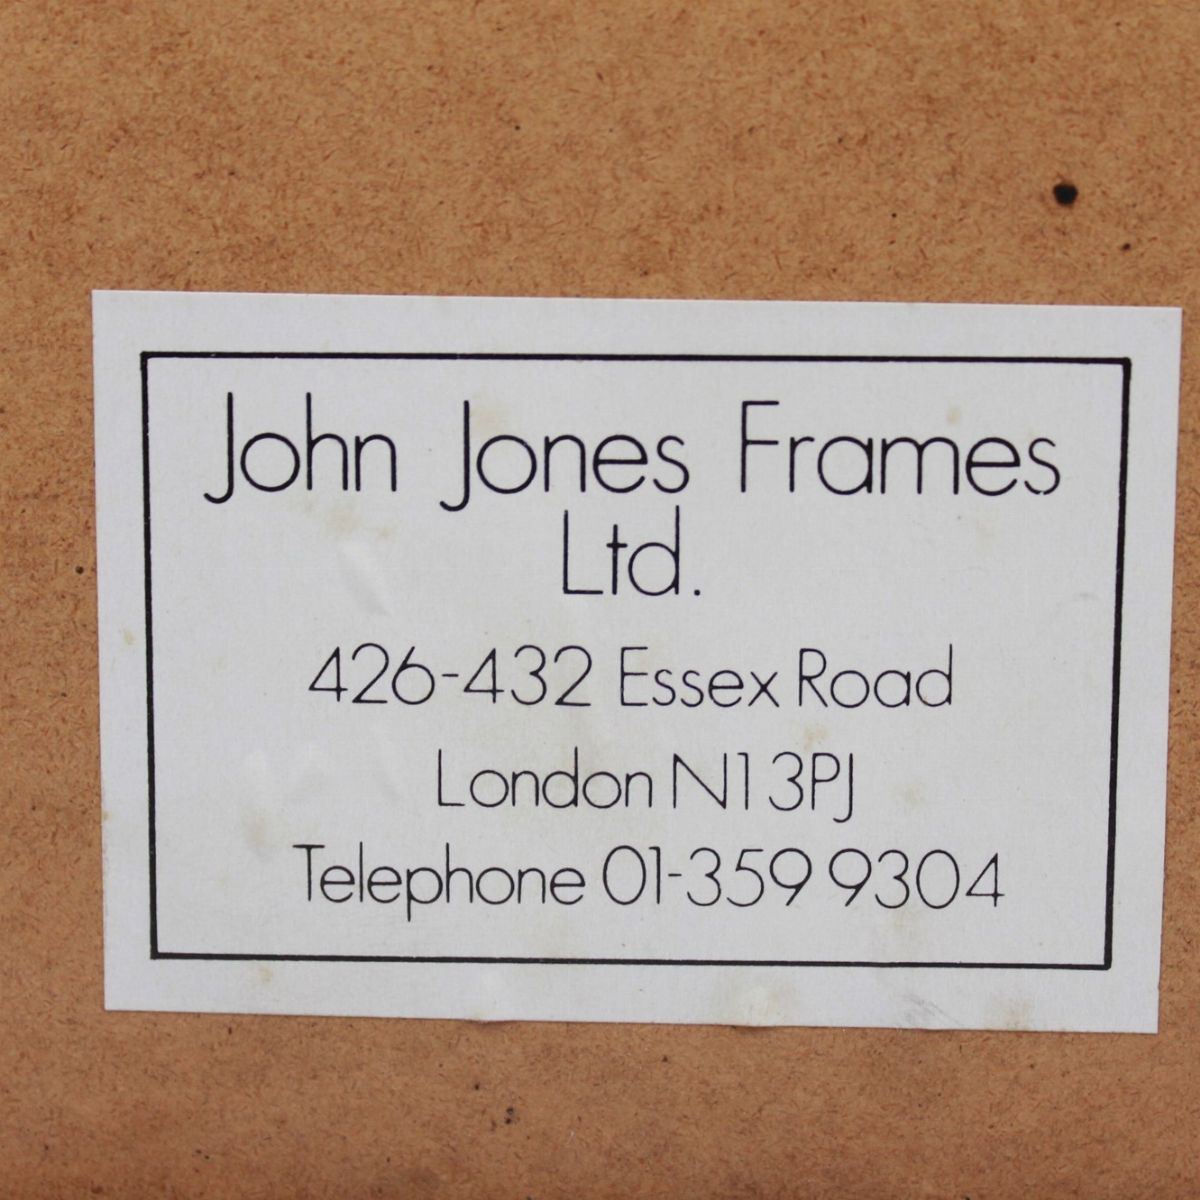 John Jones Frames
Ltd.
426-432 Essex Road
London N1 3PJ
Telephone 01-359 9304